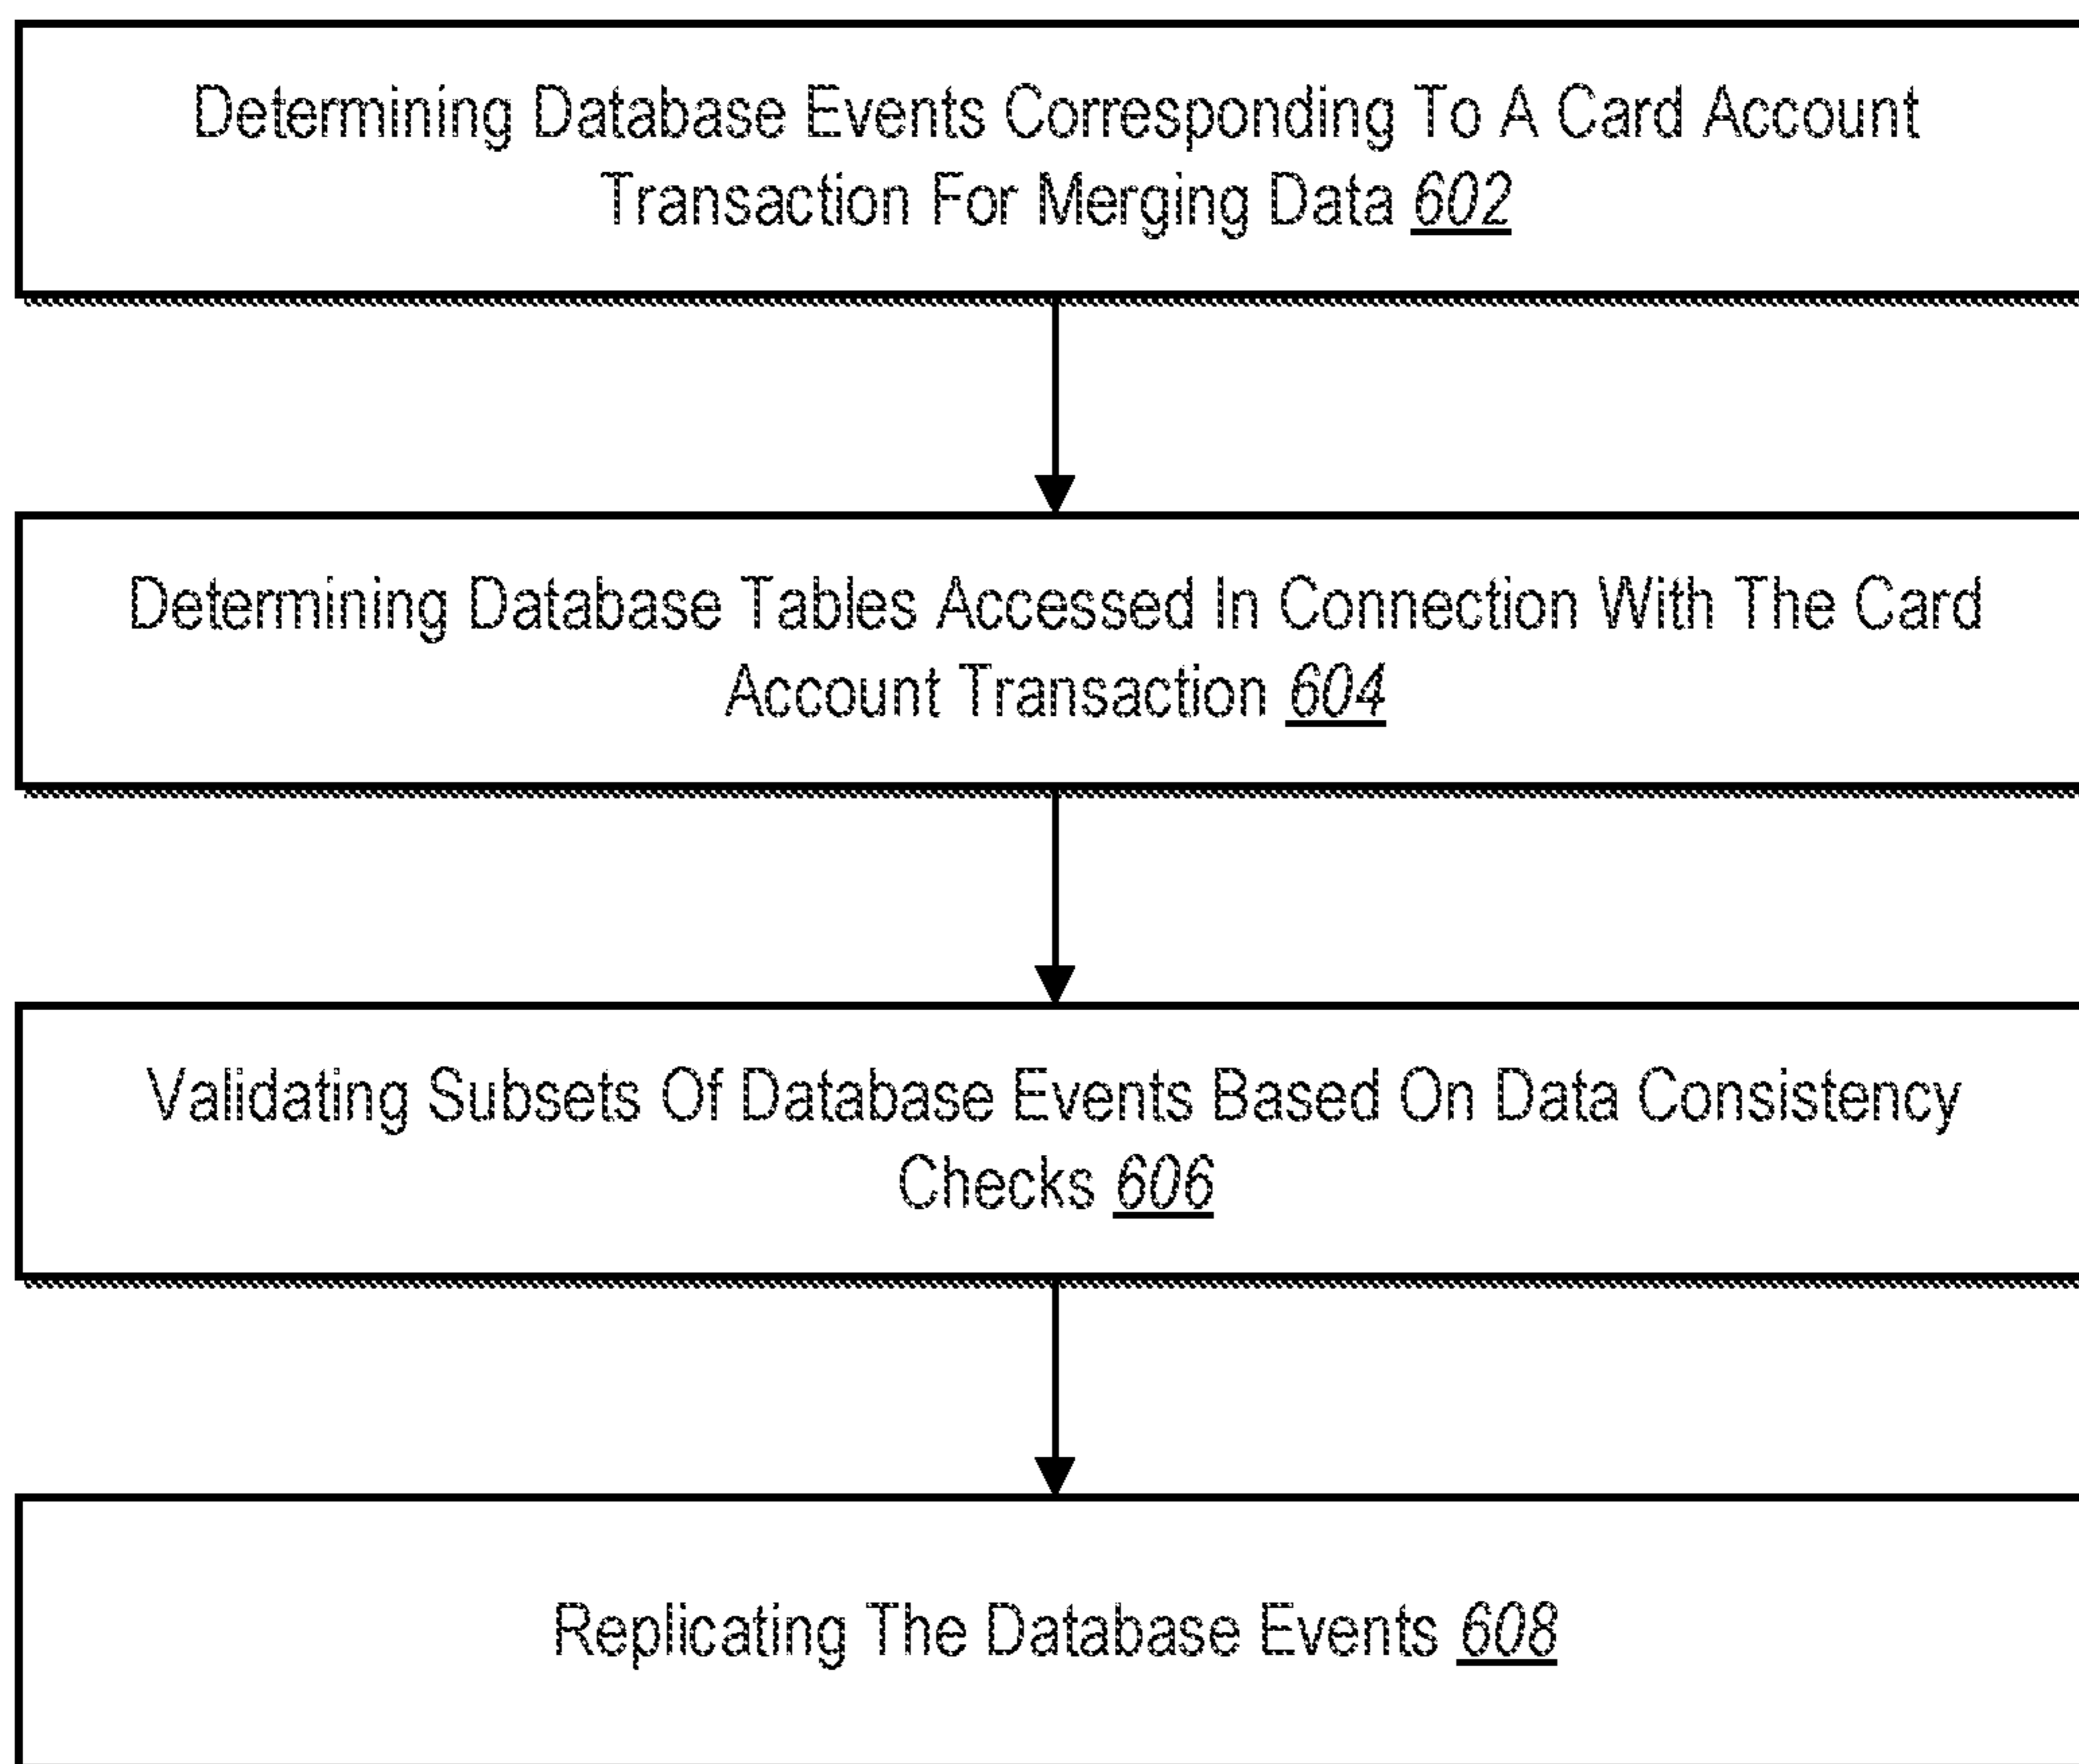 Determining Database Events Corresponding To A Card Account
Transaction For Merging Data 602
Determining Database Tables Accessed In Connection With The Card
Account Transaction 604
Validating Subsets Of Database Events Based On Data Consistency
Checks 606
Replicating The Database Events 608